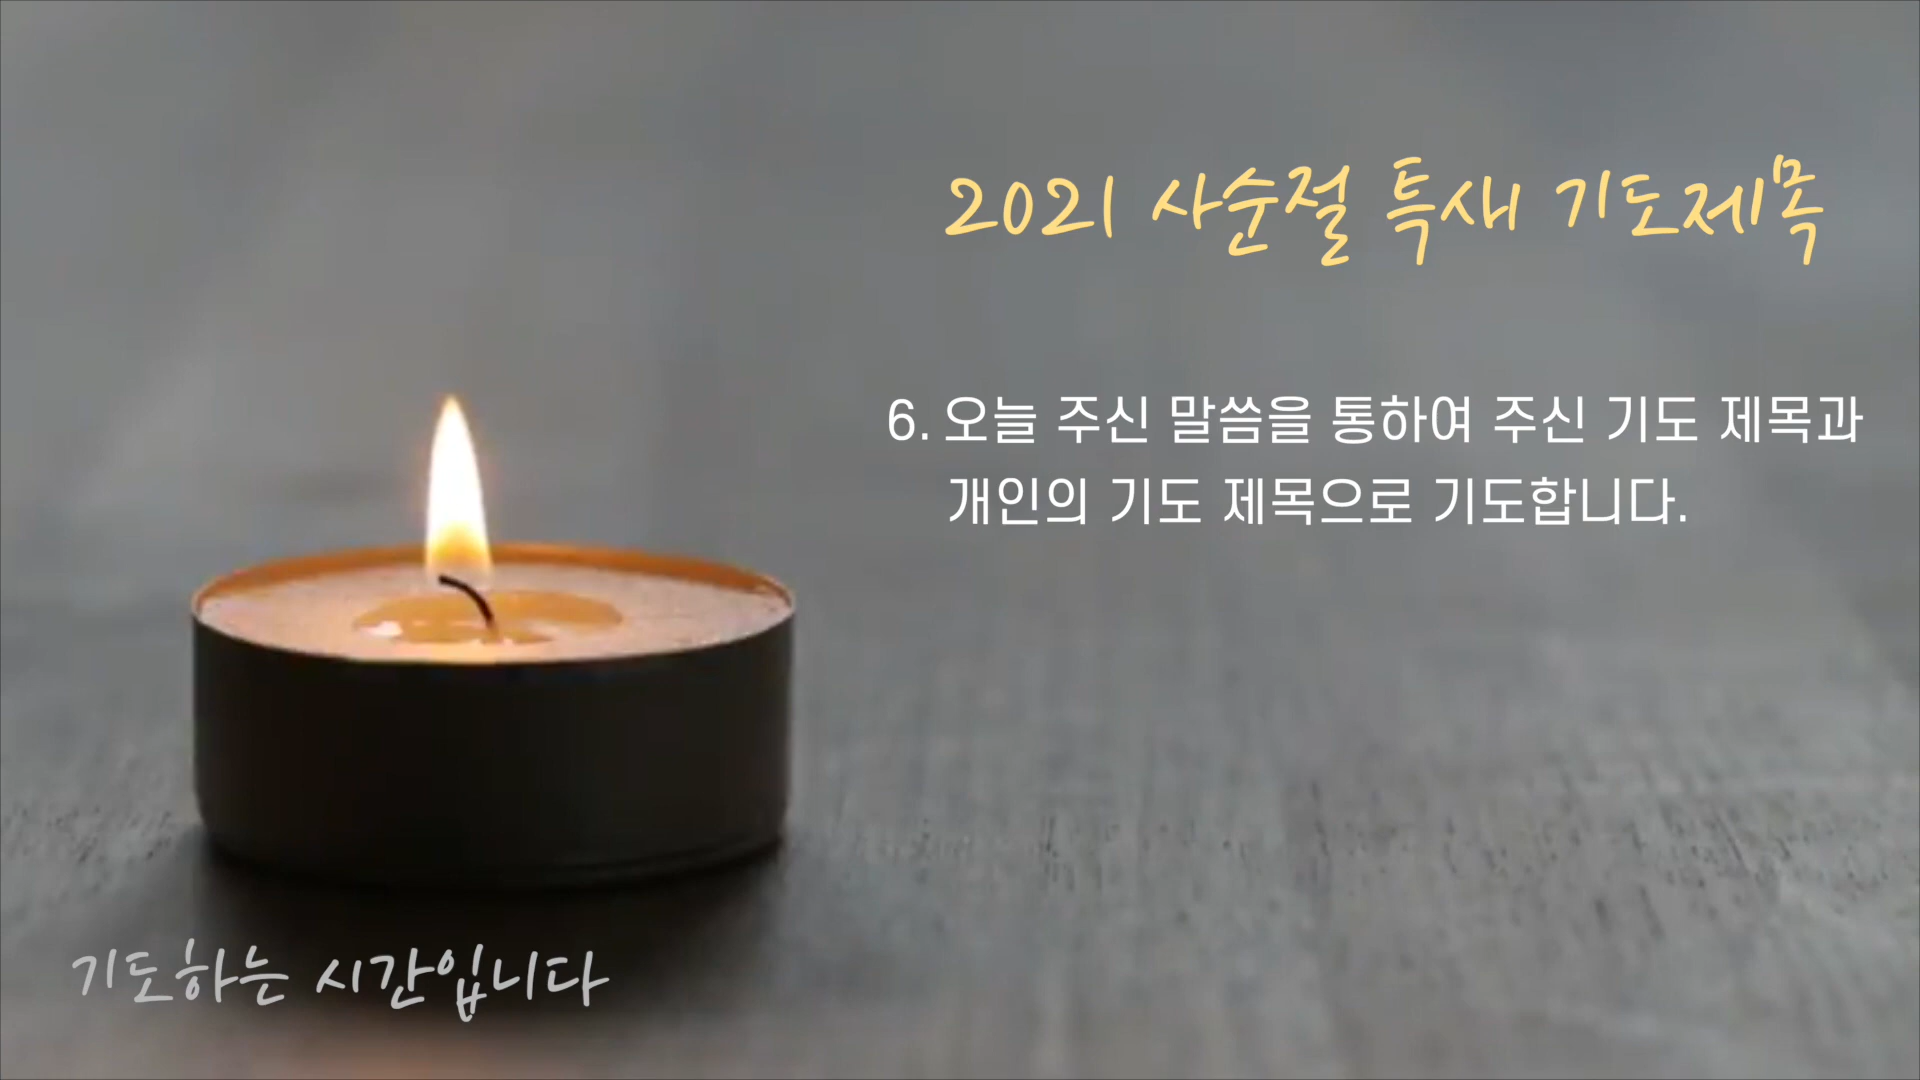 2021 사순절 특새 기도제목
6. 오늘 주신 말씀을 통하여 주신 기도 제목과
개인의 기도 제목으로 기도합니다.
기도하는 시간입니다